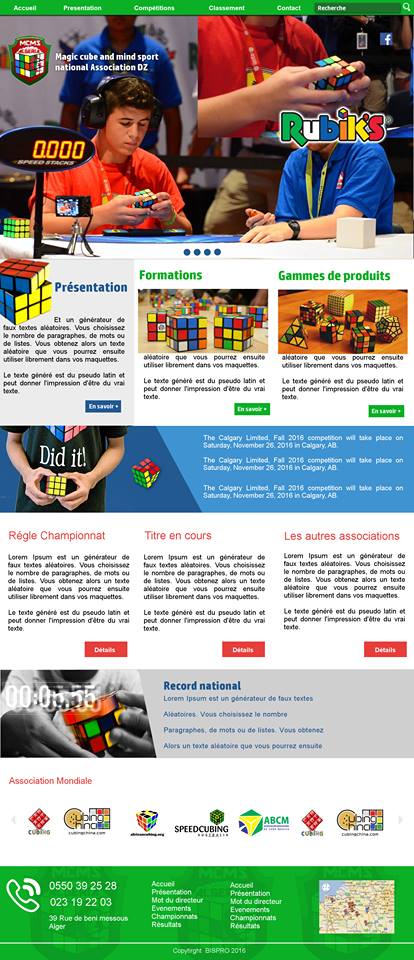 Accueil
Presentation
Compétitions
Classement
Contact
Recherche
MCMS
ALGERIA
Magic cube and mind sport
national Association DZ
f
Rubik's
0.000
SPEED STACKS
Présentation
Et un générateur de
faux textes aléatoires. Vous choisissez
le nombre de paragraphes, de mots ou
de listes. Vous obtenez alors un texte
aléatoire que vous pourrez ensuite
utiliser librement dans vos maquettes.
Le texte généré est du pseudo latin et
peut donner l'impression d'être du vrai
texte.
En savoir +
Formations
aléatoire que vous pourrez ensuite
utiliser librement dans vos maquettes.
Le texte généré est du pseudo latin et
peut donner l'impression d'être du vrai
texte.
En savoir +
Gammes de produits
aléatoire que vous pourrez ensuite
utiliser librement dans vos maquettes.
Le texte généré est du pseudo latin et
peut donner l'impression d'être du vrai
texte.
En savoir +
Did it!
The Calgary Limited, Fall 2016 competition will take place on
Saturday, November 26, 2016 in Calgary, AB.
The Calgary Limited, Fall 2016 competition will take place on
Saturday, November 26, 2016 in Calgary, AB.
The Calgary Limited, Fall 2016 competition will take place on
Saturday, November 26, 2016 in Calgary, AB.
Régle Championnat
Lorem Ipsum est un générateur de
faux textes aléatoires. Vous choisissez
le nombre de paragraphes, de mots ou
de listes. Vous obtenez alors un texte
aléatoire que vous pourrez ensuite
utiliser librement dans vos maquettes.
Le texte généré est du pseudo latin et
peut donner l'impression d'être du vrai
texte.
Détails
Titre en cours
Lorem Ipsum est un générateur de
faux textes aléatoires. Vous choisissez
le nombre de paragraphes, de mots ou
de listes. Vous obtenez alors un texte
aléatoire que vous pourrez ensuite
utiliser librement dans vos maquettes.
Le texte généré est du pseudo latin et
peut donner l'impression d'être du vrai
texte.
Détails
Les autres associations
Lorem Ipsum est un générateur de
faux textes aléatoires. Vous choisissez
le nombre de paragraphes, de mots ou
de listes. Vous obtenez alors un texte
aléatoire que vous pourrez ensuite
utiliser librement dans vos maquettes.
Le texte généré est du pseudo latin et
peut donner l'impression d'être du vrai
texte.
Détails
Record national
Lorem Ipsum est un générateur de faux textes
Aléatoires. Vous choisissez le nombre
Paragraphes, de mots ou de listes. Vous obtenez
Alors un texte aléatoire que vous pourrez ensuite
Association Mondiale
CUBING
Cubing China
cubingchina.com
africancubing.org
SPEEDCUBING
AUSTRALIA
ABCM
CUBING
Cubing China
cubingchina.com
0550 39 25 28
023 19 22 03
39 Rue de beni messous
Alger
Accueil
Présentation
Mot du directeur
Evenements
Championnats
Résultats
Accueil
Présentation
Mot du directeur
Evenements
Championnats
Résultats
Copytirght BISPRO 2016